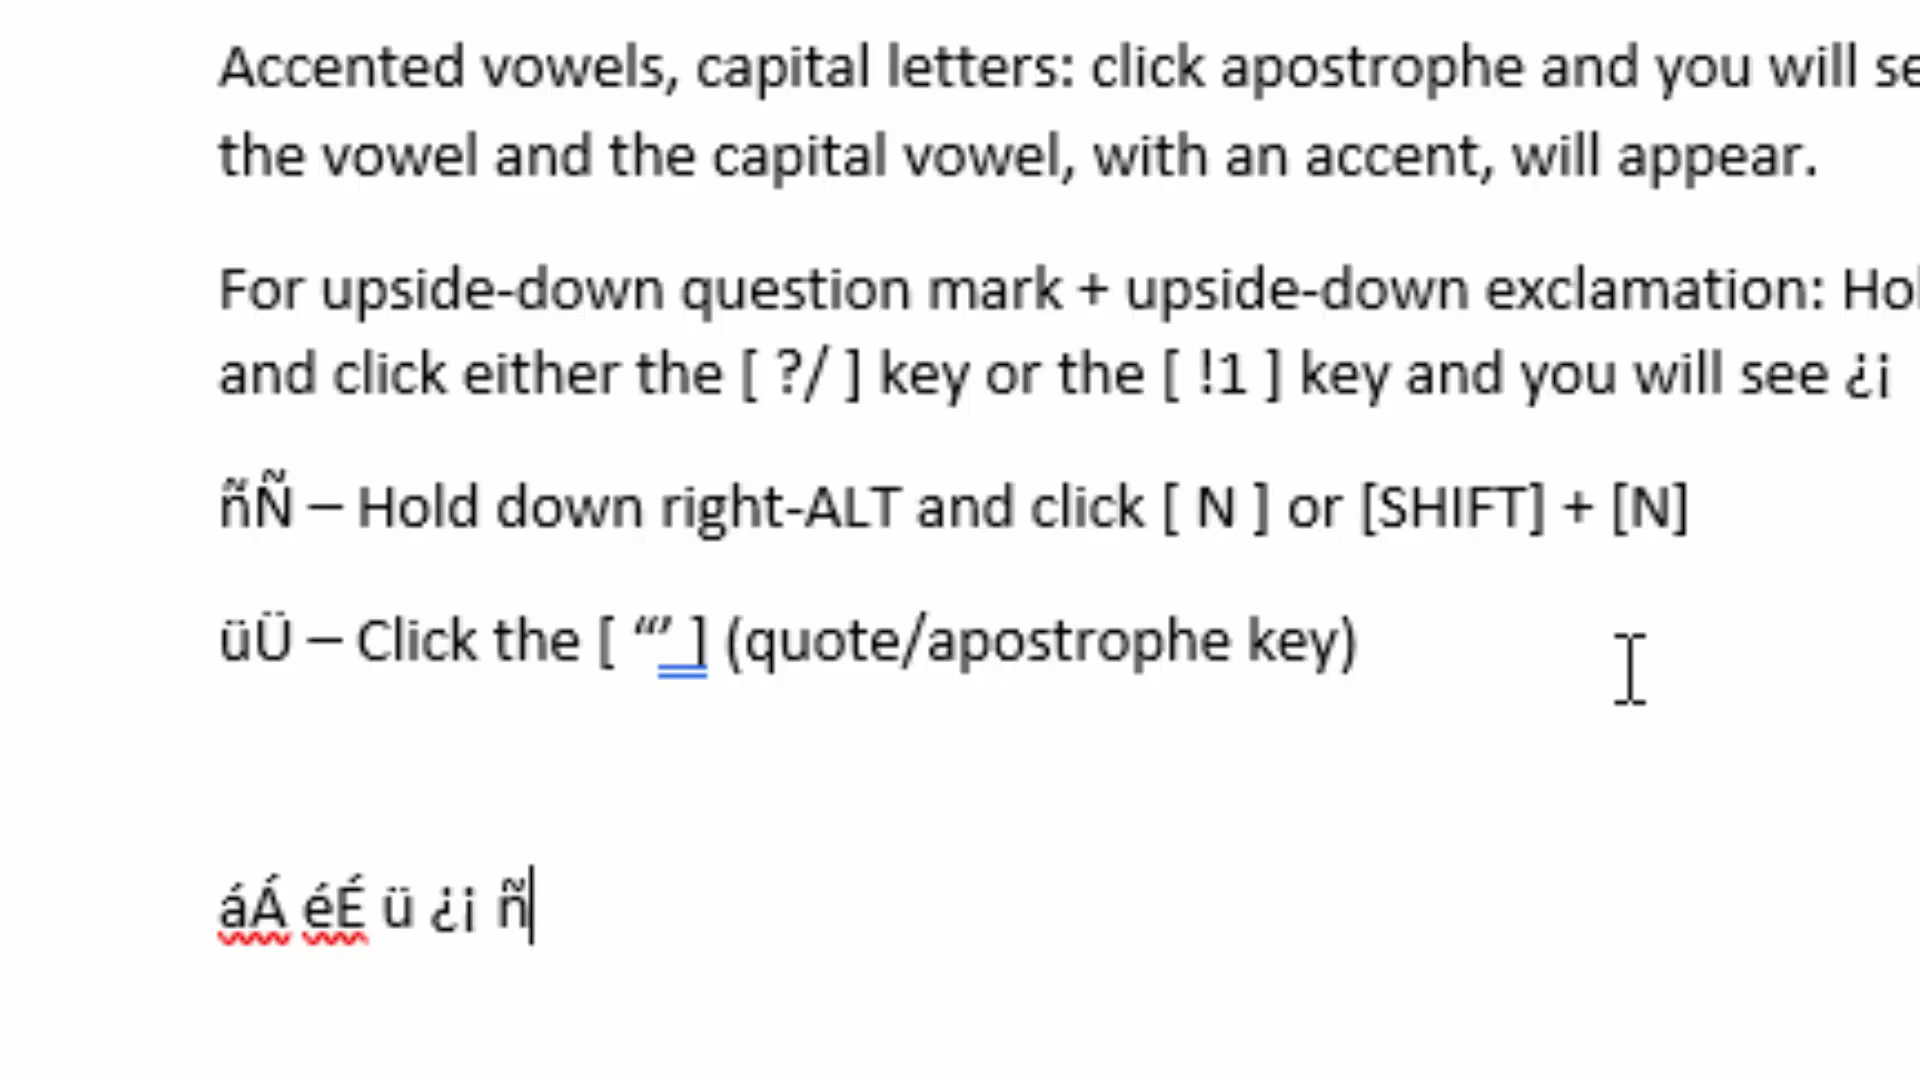 Accented vowels, capital letters: click apostrophe and you will
the vowel and the capital vowel, with an accent, will appear.
For upside-down question mark + upside-down exclamation:
and click either the [ ?/ ] key or the [ !1 ] key and you will see ¿¡
ñÑ – Hold down right-ALT and click [ N ] or [SHIFT] + [N]
üÜ – Click the [ “’ ] (quote/apostrophe key)
áÁ éÉ ü ¿¡ ñ